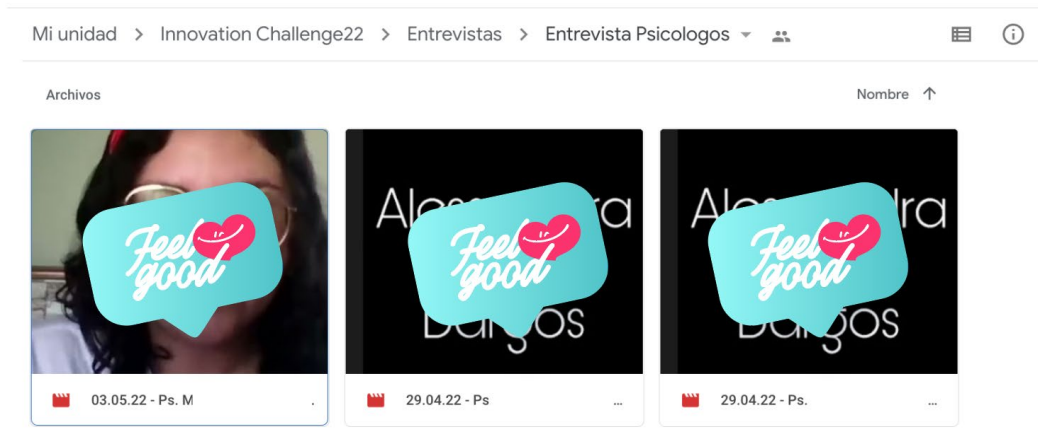 Mi unidad > Innovation Challenge22 > Entrevistas > Entrevista Psicologos
Archivos
Nombre
Feel good
Feel good
Feel good
03.05.22 - Ps. M
.
29.04.22 - Ps
...
29.04.22 - Ps.
...